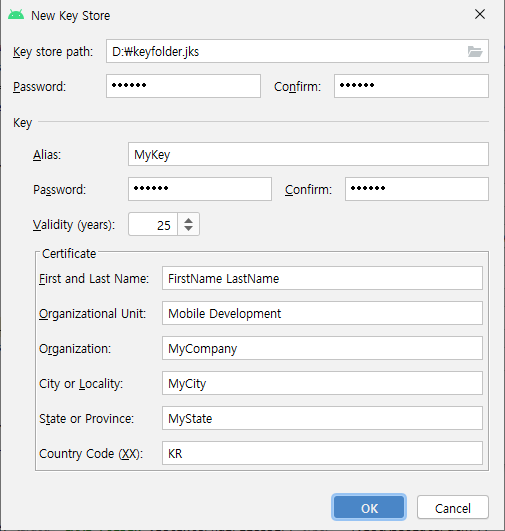 New Key Store
Key store path: D:₩keyfolder.jks
Password: •••••• Confirm: ••••••
Key
Alias: MyKey
Password: •••••• Confirm: ••••••
Validity (years): 25
Certificate
First and Last Name: FirstName LastName
Organizational Unit: Mobile Development
Organization: MyCompany
City or Locality: MyCity
State or Province: MyState
Country Code (XX): KR
OK Cancel